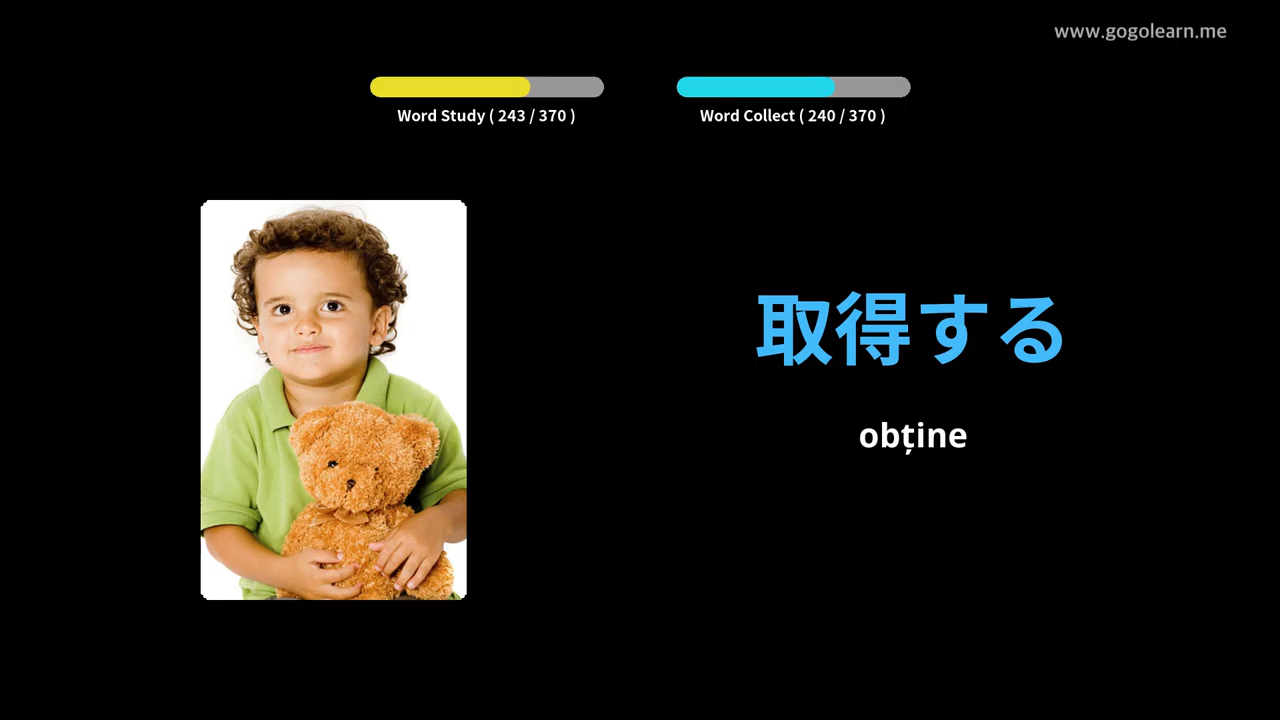 www.gogolearn.me
Word Study ( 243 / 370 )
Word Collect ( 240 / 370 )
取得する
obține